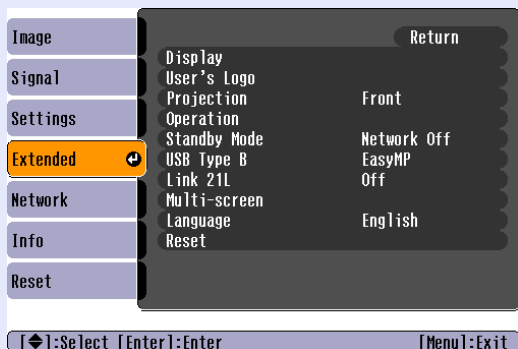 Image
Signal
Settings
Extended
Network
Info
Reset
Return
Display
User's Logo
Projection Front
Operation
Standby Mode Network Off
USB Type B EasyMP
Link 21L Off
Multi-screen
Language English
Reset
[◆]:Select [Enter]:Enter [Menu]:Exit